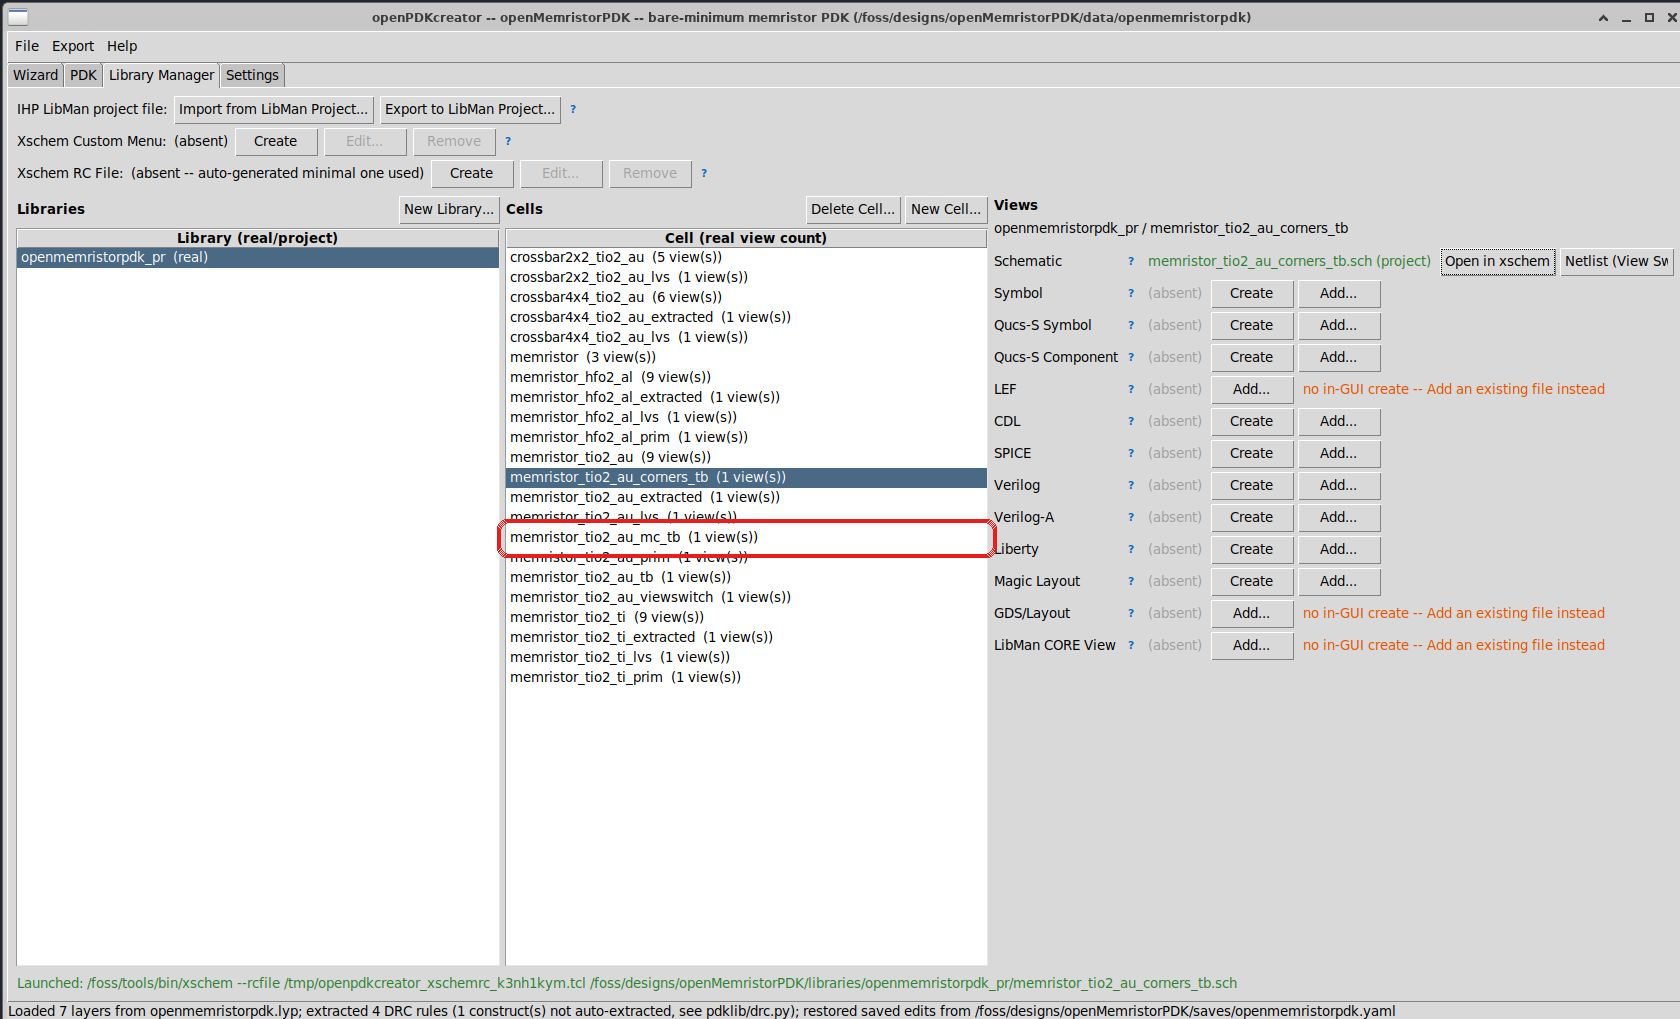 openPDKcreator -- openMemristorPDK -- bare-minimum memristor PDK (/foss/designs/openMemristorPDK/data/openmemristorpdk)
File Export Help
Wizard PDK Library Manager Settings
IHP LibMan project file: Import from LibMan Project... Export to LibMan Project... ?
Xschem Custom Menu: (absent) Create Edit... Remove ?
Xschem RC File: (absent -- auto-generated minimal one used) Create Edit... Remove ?
Libraries New Library...
Library (real/project)
openmemristorpdk_pr (real)
Cells Delete Cell... New Cell...
Cell (real view count)
crossbar2x2_tio2_au (5 view(s))
crossbar2x2_tio2_au_lvs (1 view(s))
crossbar4x4_tio2_au (6 view(s))
crossbar4x4_tio2_au_extracted (1 view(s))
crossbar4x4_tio2_au_lvs (1 view(s))
memristor (3 view(s))
memristor_hfo2_al (9 view(s))
memristor_hfo2_al_extracted (1 view(s))
memristor_hfo2_al_lvs (1 view(s))
memristor_hfo2_al_prim (1 view(s))
memristor_tio2_au (9 view(s))
memristor_tio2_au_corners_tb (1 view(s))
memristor_tio2_au_extracted (1 view(s))
memristor_tio2_au_lvs (1 view(s))
memristor_tio2_au_mc_tb (1 view(s))
memristor_tio2_au_prim (1 view(s))
memristor_tio2_au_tb (1 view(s))
memristor_tio2_au_viewswitch (1 view(s))
memristor_tio2_ti (9 view(s))
memristor_tio2_ti_extracted (1 view(s))
memristor_tio2_ti_lvs (1 view(s))
memristor_tio2_ti_prim (1 view(s))
Views
openmemristorpdk_pr / memristor_tio2_au_corners_tb
Schematic ? memristor_tio2_au_corners_tb.sch (project) Open in xschem Netlist (View Sw
Symbol ? (absent) Create Add...
Qucs-S Symbol ? (absent) Create Add...
Qucs-S Component ? (absent) Create Add...
LEF ? (absent) Add... no in-GUI create -- Add an existing file instead
CDL ? (absent) Create Add...
SPICE ? (absent) Create Add...
Verilog ? (absent) Create Add...
Verilog-A ? (absent) Create Add...
Liberty ? (absent) Create Add...
Magic Layout ? (absent) Create Add...
GDS/Layout ? (absent) Add... no in-GUI create -- Add an existing file instead
LibMan CORE View ? (absent) Add... no in-GUI create -- Add an existing file instead
Launched: /foss/tools/bin/xschem --rcfile /tmp/openpdkcreator_xschemrc_k3nh1kym.tcl /foss/designs/openMemristorPDK/libraries/openmemristorpdk_pr/memristor_tio2_au_corners_tb.sch
Loaded 7 layers from openmemristorpdk.lyp; extracted 4 DRC rules (1 construct(s) not auto-extracted, see pdklib/drc.py); restored saved edits from /foss/designs/openMemristorPDK/saves/openmemristorpdk.yaml